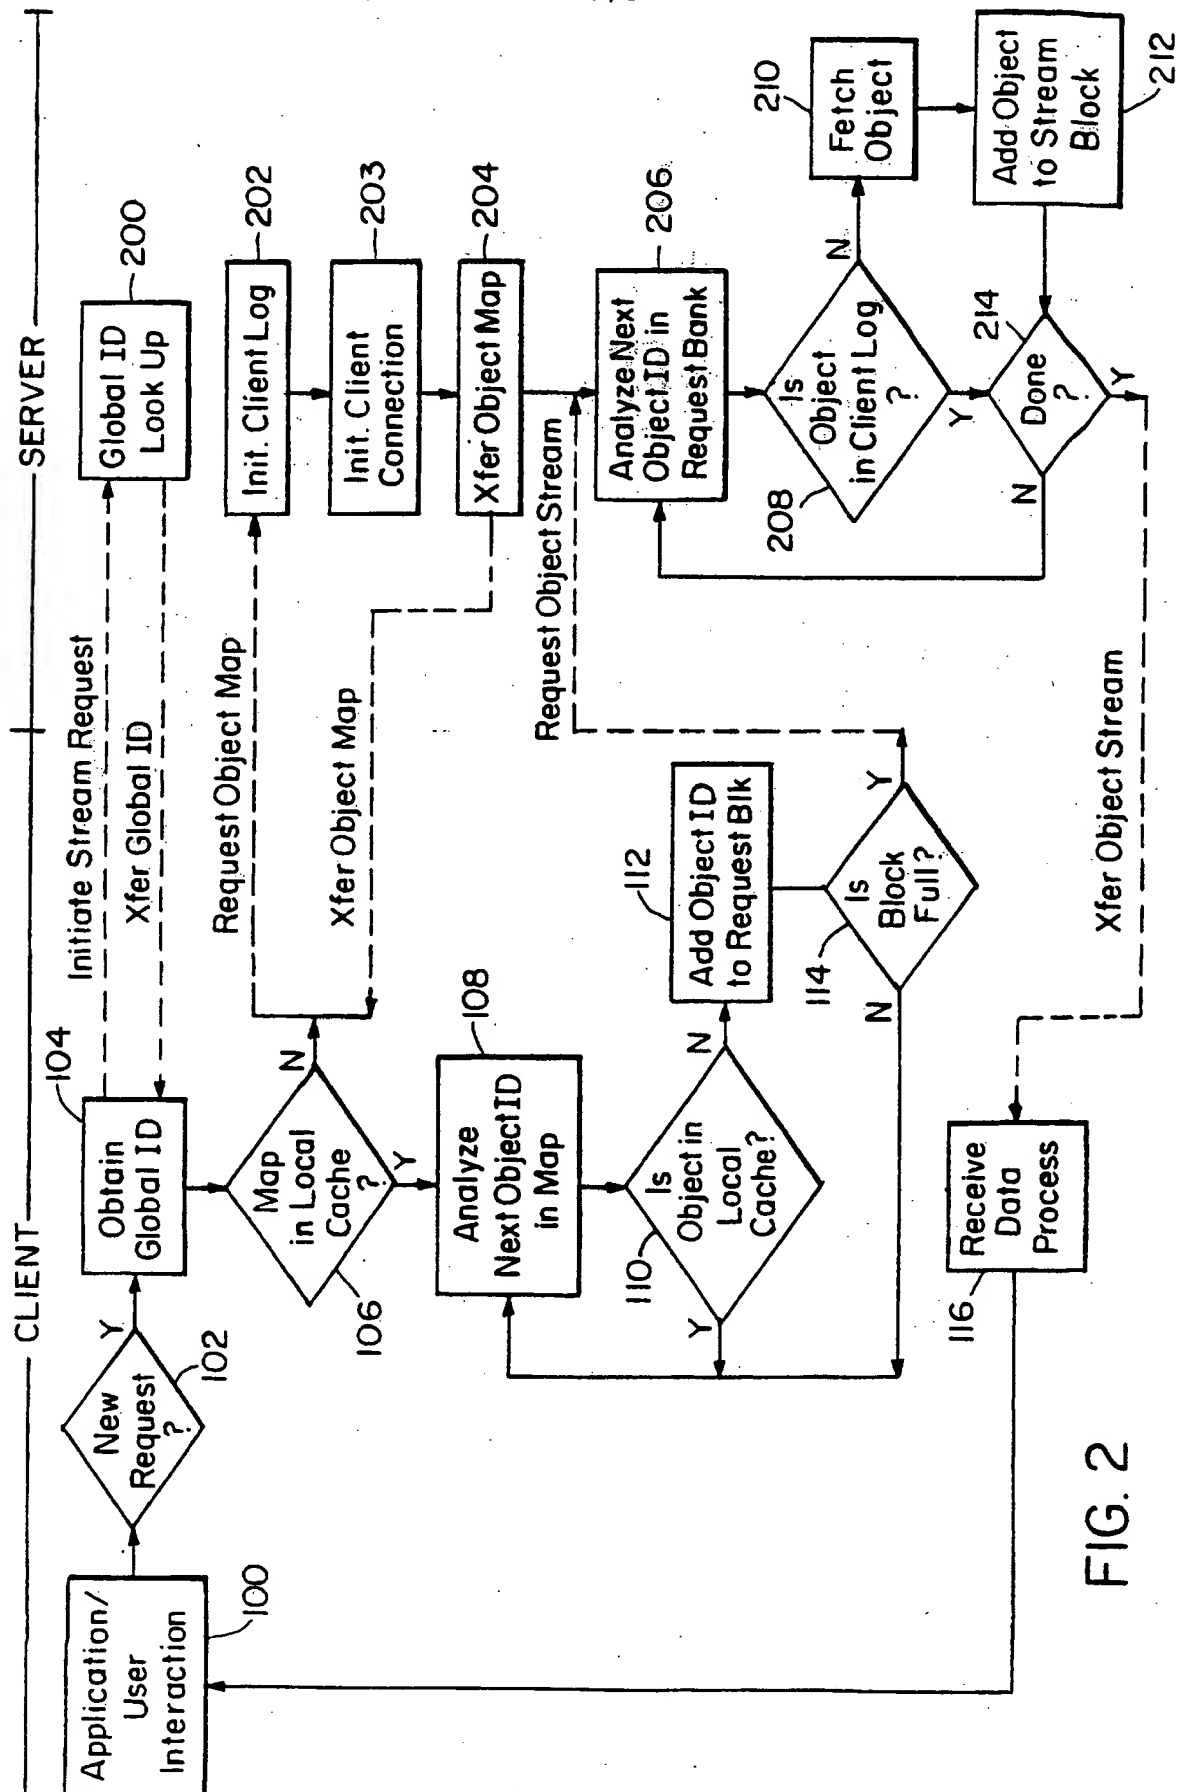 CLIENT
SERVER
Application/
User
Interaction
100
New
Request
?
102
Y
Obtain
Global ID
104
Initiate Stream Request
Xfer Global ID
Global ID
Look Up
200
Map
in Local
Cache
?
106
N
Y
Request Object Map
Xfer Object Map
Init. Client Log
202
Init. Client
Connection
203
Xfer Object Map
204
Analyze
Next Object ID
in Map
108
Is
Object in
Local
Cache?
110
Y
N
Add Object ID
to Request Blk
112
Is
Block
Full?
114
N
Y
Request Object Stream
Analyze Next
Object ID in
Request Bank
206
Is
Object
in Client Log
?
208
N
Y
Fetch
Object
210
Add Object
to Stream
Block
212
Done
?
214
N
Y
Xfer Object Stream
Receive
Data
Process
116
FIG. 2